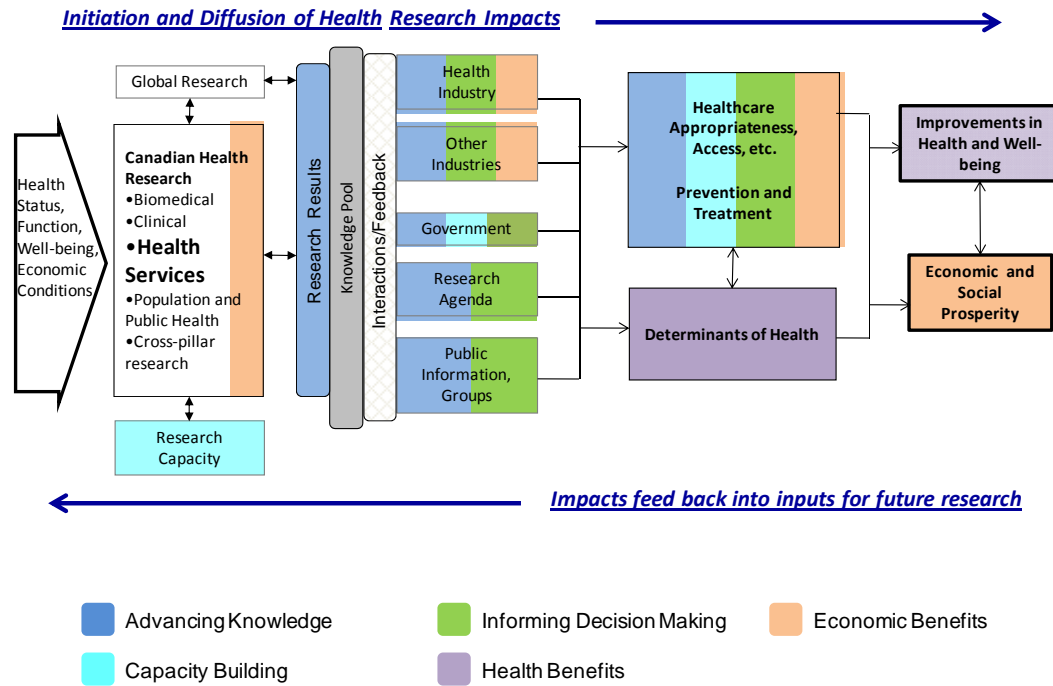 Initiation and Diffusion of Health Research Impacts
Health
Status,
Function,
Well-being,
Economic
Conditions
Global Research
Canadian Health
Research
•Biomedical
•Clinical
•Health
Services
•Population and
Public Health
•Cross-pillar
research
Research
Capacity
Research Results
Knowledge Pool
Interactions/Feedback
Health
Industry
Other
Industries
Government
Research
Agenda
Public
Information,
Groups
Healthcare
Appropriateness,
Access, etc.
Prevention and
Treatment
Determinants of Health
Improvements in
Health and Well-
being
Economic and
Social
Prosperity
Impacts feed back into inputs for future research
Advancing Knowledge
Informing Decision Making
Economic Benefits
Capacity Building
Health Benefits